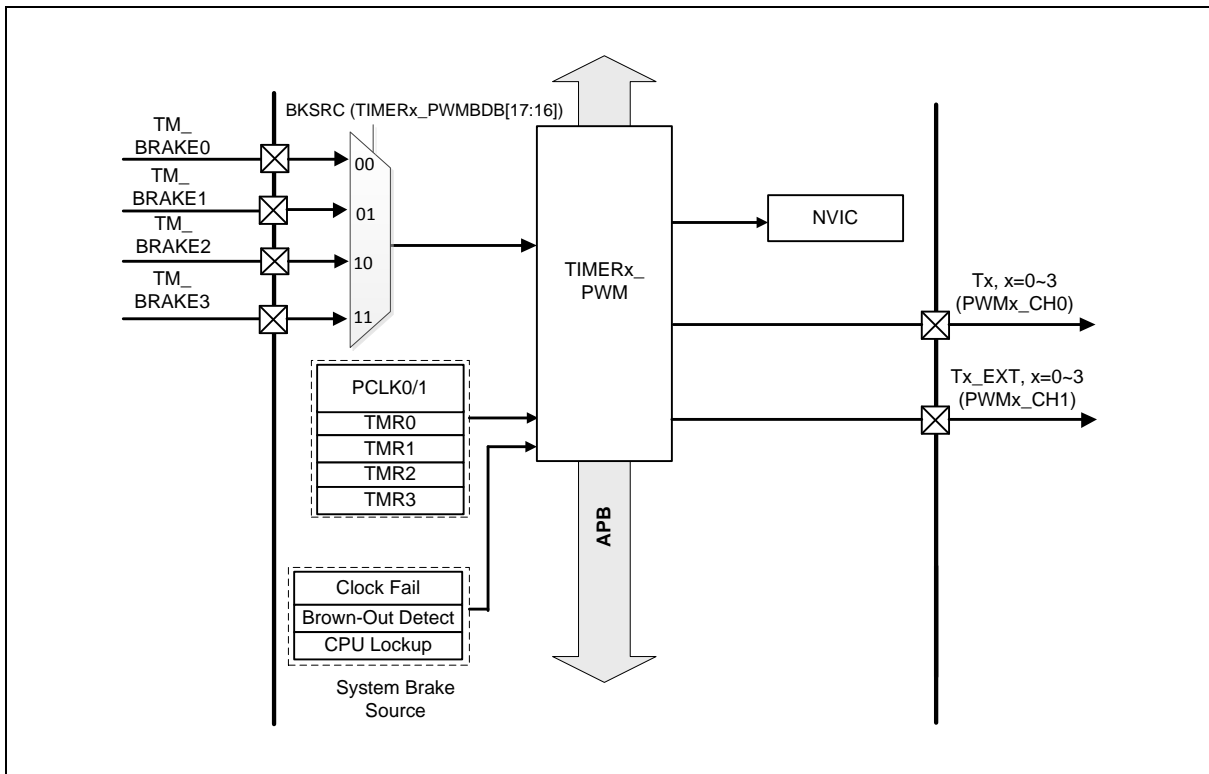 BKSRC (TIMERx_PWMBDB[17:16])
TM_
BRAKE0
00
TM_
BRAKE1
01
TM_
BRAKE2
10
TM_
BRAKE3
11
TIMERx_
PWM
NVIC
Tx, x=0~3
(PWMx_CH0)
Tx_EXT, x=0~3
(PWMx_CH1)
PCLK0/1
TMR0
TMR1
TMR2
TMR3
APB
Clock Fail
Brown-Out Detect
CPU Lockup
System Brake
Source